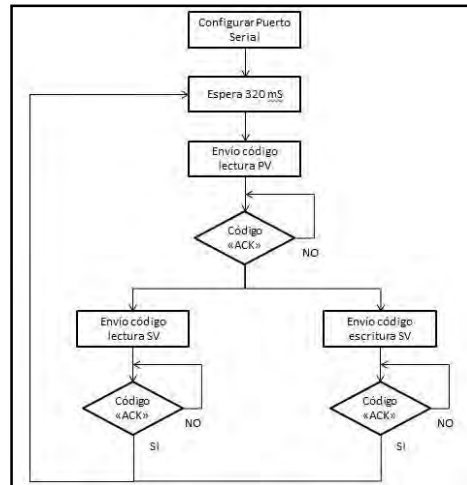 Configurar Puerto
Serial
Espera 320 mS
Envío código
lectura PV
Código
«ACK»
NO
Envío código
lectura SV
Envío código
escritura SV
Código
«ACK»
NO
Código
«ACK»
NO
SI
SI